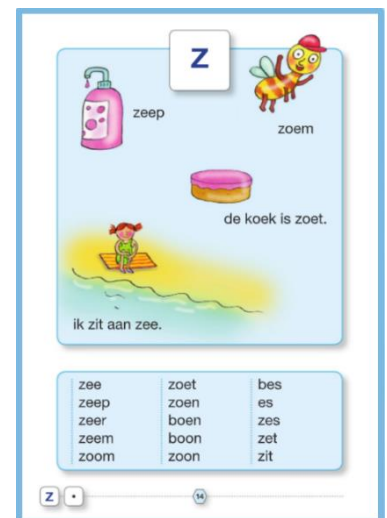 z
zeep
zoem
de koek is zoet.
ik zit aan zee.
zee zoet bes
zeep zoen es
zeer boen zes
zeem boon zet
zoom zoon zit
z •
14